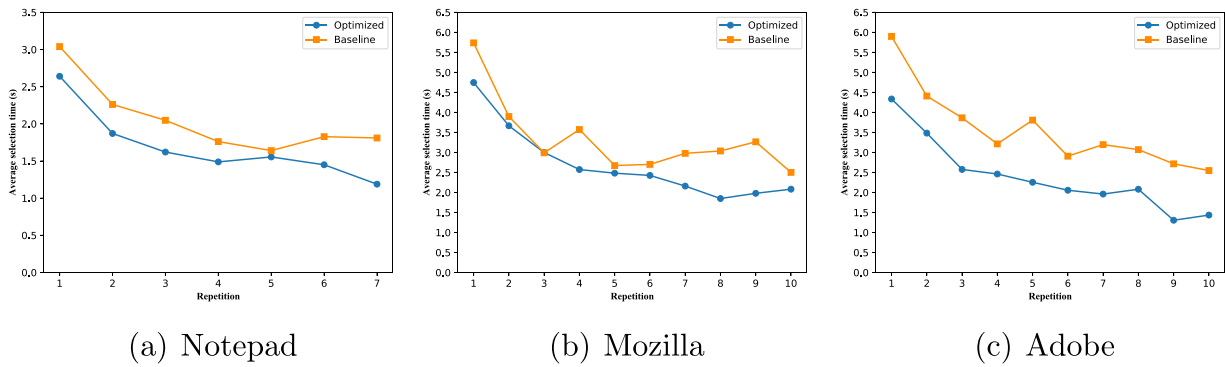 3.5
3.0
2.5
2.0
1.5
1.0
0.5
0.0
Average selection time (s)
Optimized
Baseline
1 2 3 4 5 6 7
Repetition
(a) Notepad
6.5
6.0
5.5
5.0
4.5
4.0
3.5
3.0
2.5
2.0
1.5
1.0
0.5
0.0
Average selection time (s)
Optimized
Baseline
1 2 3 4 5 6 7 8 9 10
Repetition
(b) Mozilla
6.5
6.0
5.5
5.0
4.5
4.0
3.5
3.0
2.5
2.0
1.5
1.0
0.5
0.0
Average selection time (s)
Optimized
Baseline
1 2 3 4 5 6 7 8 9 10
Repetition
(c) Adobe